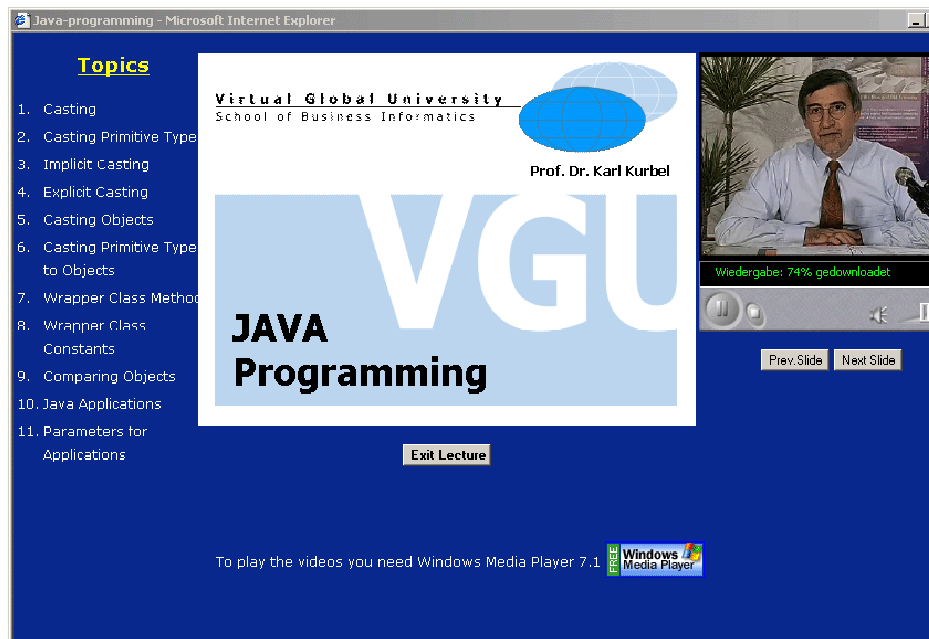 Java-programming - Microsoft Internet Explorer
Topics
1. Casting
2. Casting Primitive Type
3. Implicit Casting
4. Explicit Casting
5. Casting Objects
6. Casting Primitive Type
to Objects
7. Wrapper Class Method
8. Wrapper Class
Constants
9. Comparing Objects
10. Java Applications
11. Parameters for
Applications
Virtual Global University
School of Business Informatics
Prof. Dr. Karl Kurbel
VGU
JAVA
Programming
Wiedergabe: 74% gedownloadet
Prev.Slide Next Slide
Exit Lecture
To play the videos you need Windows Media Player 7.1
FREE
Windows
Media Player